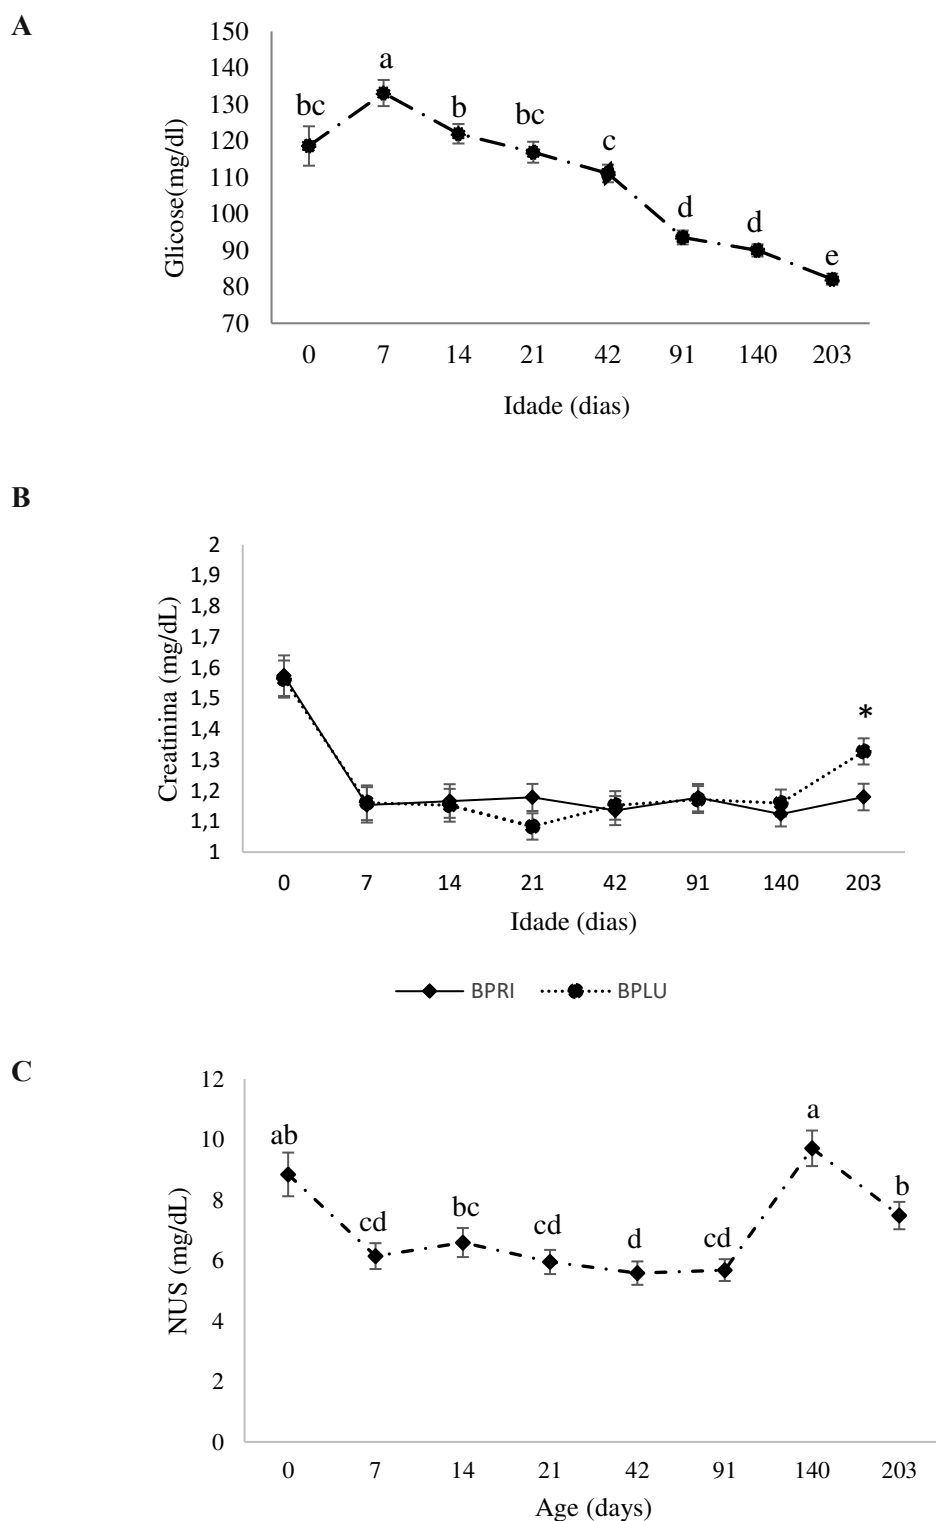 A
Glicose(mg/dl)
150
140
130
120
110
100
90
80
70
bc
a
b
bc
c
d
d
e
0 7 14 21 42 91 140 203
Idade (dias)
B
Creatinina (mg/dL)
2
1,9
1,8
1,7
1,6
1,5
1,4
1,3
1,2
1,1
1
*
0 7 14 21 42 91 140 203
Idade (dias)
BPRI BPLU
C
NUS (mg/dL)
12
10
8
6
4
2
0
ab
cd
bc
cd
d
cd
a
b
0 7 14 21 42 91 140 203
Age (days)